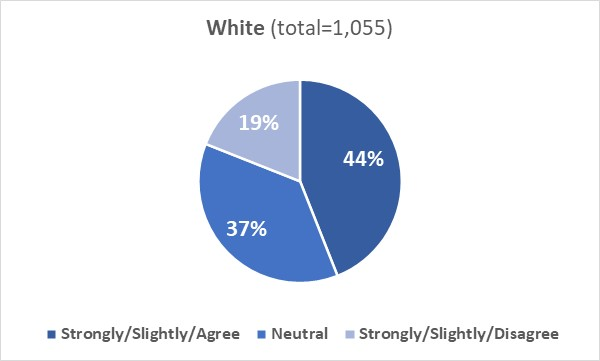 White (total=1,055)
19%
44%
37%
Strongly/Slightly/Agree Neutral Strongly/Slightly/Disagree